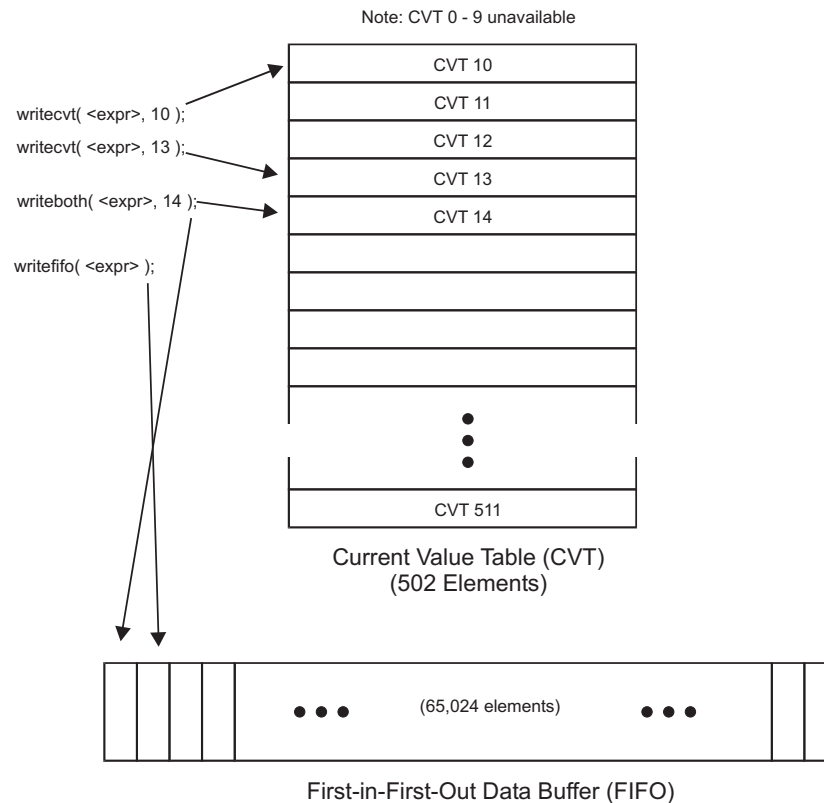 Note: CVT 0 - 9 unavailable
CVT 10
CVT 11
writecvt( <expr>, 10 );
CVT 12
writecvt( <expr>, 13 );
CVT 13
writeboth( <expr>, 14 );
CVT 14
writefifo( <expr> );
CVT 511
Current Value Table (CVT)
(502 Elements)
(65,024 elements)
First-in-First-Out Data Buffer (FIFO)